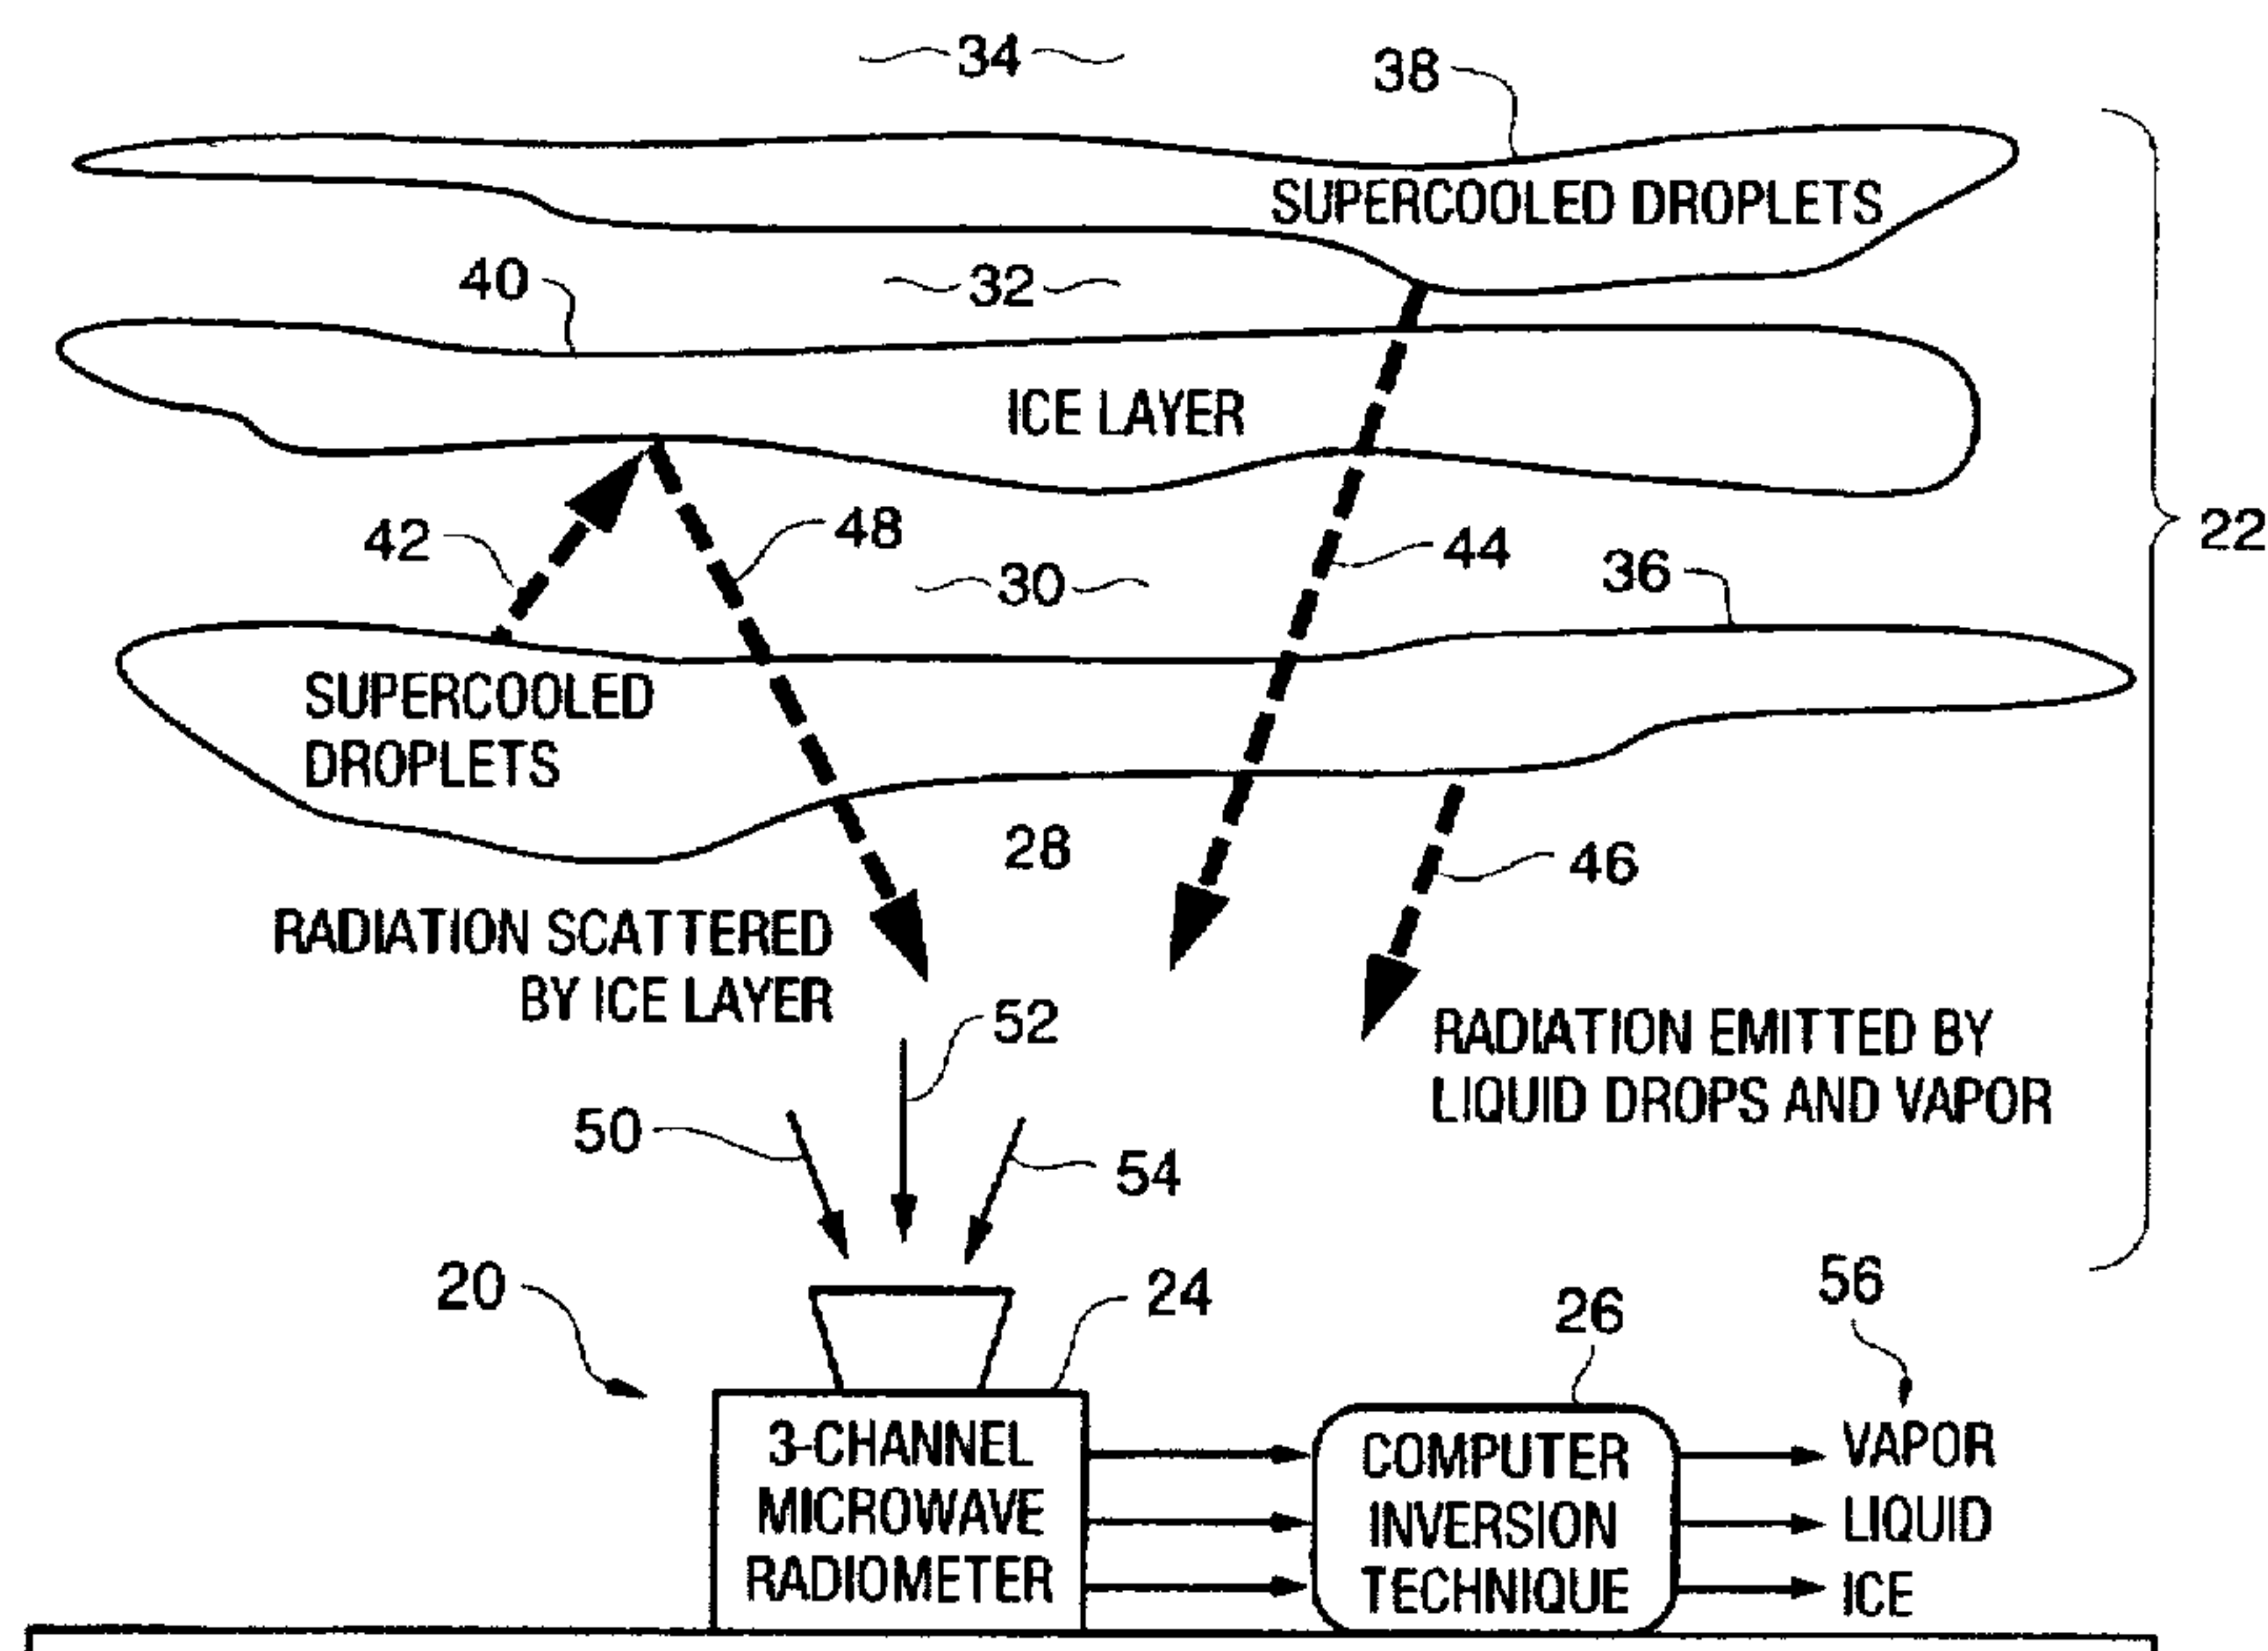 34
38
SUPERCOOLED DROPLETS
40
32
ICE LAYER
42
48
44
22
30
36
SUPERCOOLED
DROPLETS
28
46
RADIATION SCATTERED
BY ICE LAYER
52
RADIATION EMITTED BY
LIQUID DROPS AND VAPOR
50
54
20
24
26
56
3-CHANNEL
MICROWAVE
RADIOMETER
COMPUTER
INVERSION
TECHNIQUE
VAPOR
LIQUID
ICE